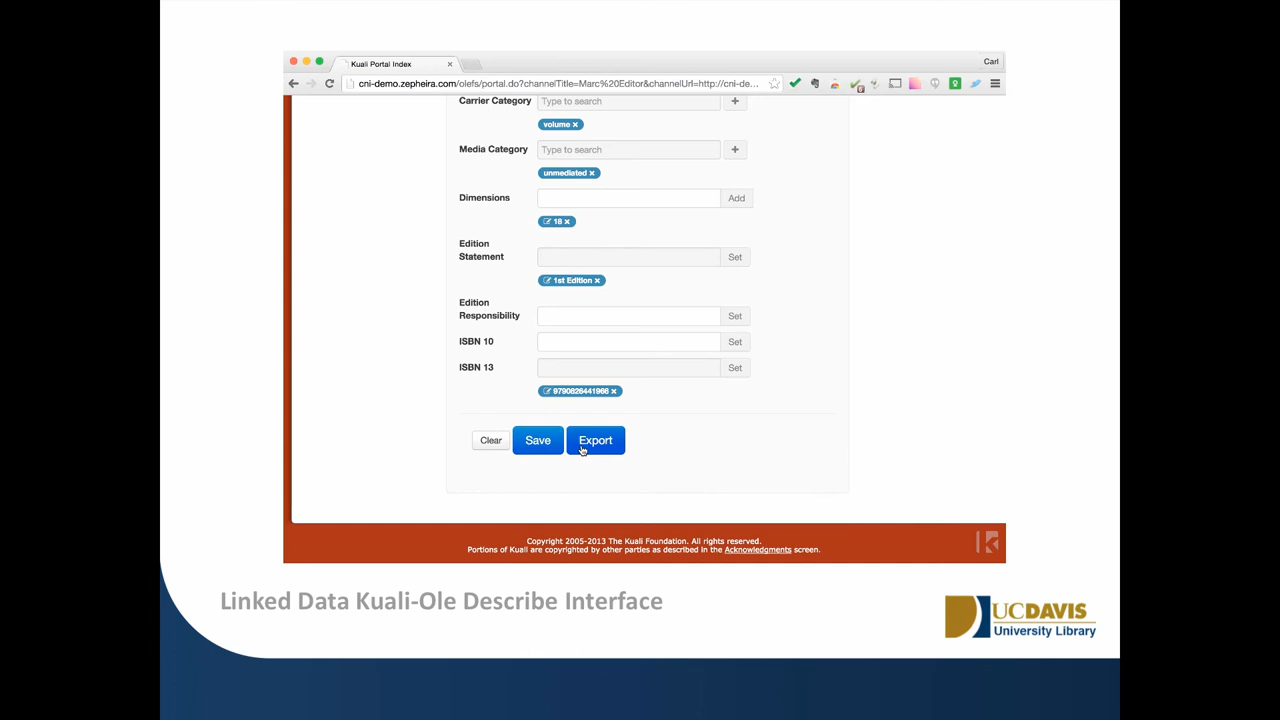 Kuali Portal Index
Carl
cni-demo.zepheira.com/olefs/portal.do?channelTitle=Marc%20Editor&channelUrl=http://cni-de...
Carrier Category Type to search +
volume x
Media Category Type to search +
unmediated x
Dimensions Add
18 x
Edition
Statement Set
1st Edition x
Edition
Responsibility Set
ISBN 10 Set
ISBN 13 Set
9790826441966 x
Clear Save Export
Copyright 2005-2013 The Kuali Foundation. All rights reserved.
Portions of Kuali are copyrighted by other parties as described in the Acknowledgments screen.
Linked Data Kuali-Ole Describe Interface
UCDAVIS
University Library